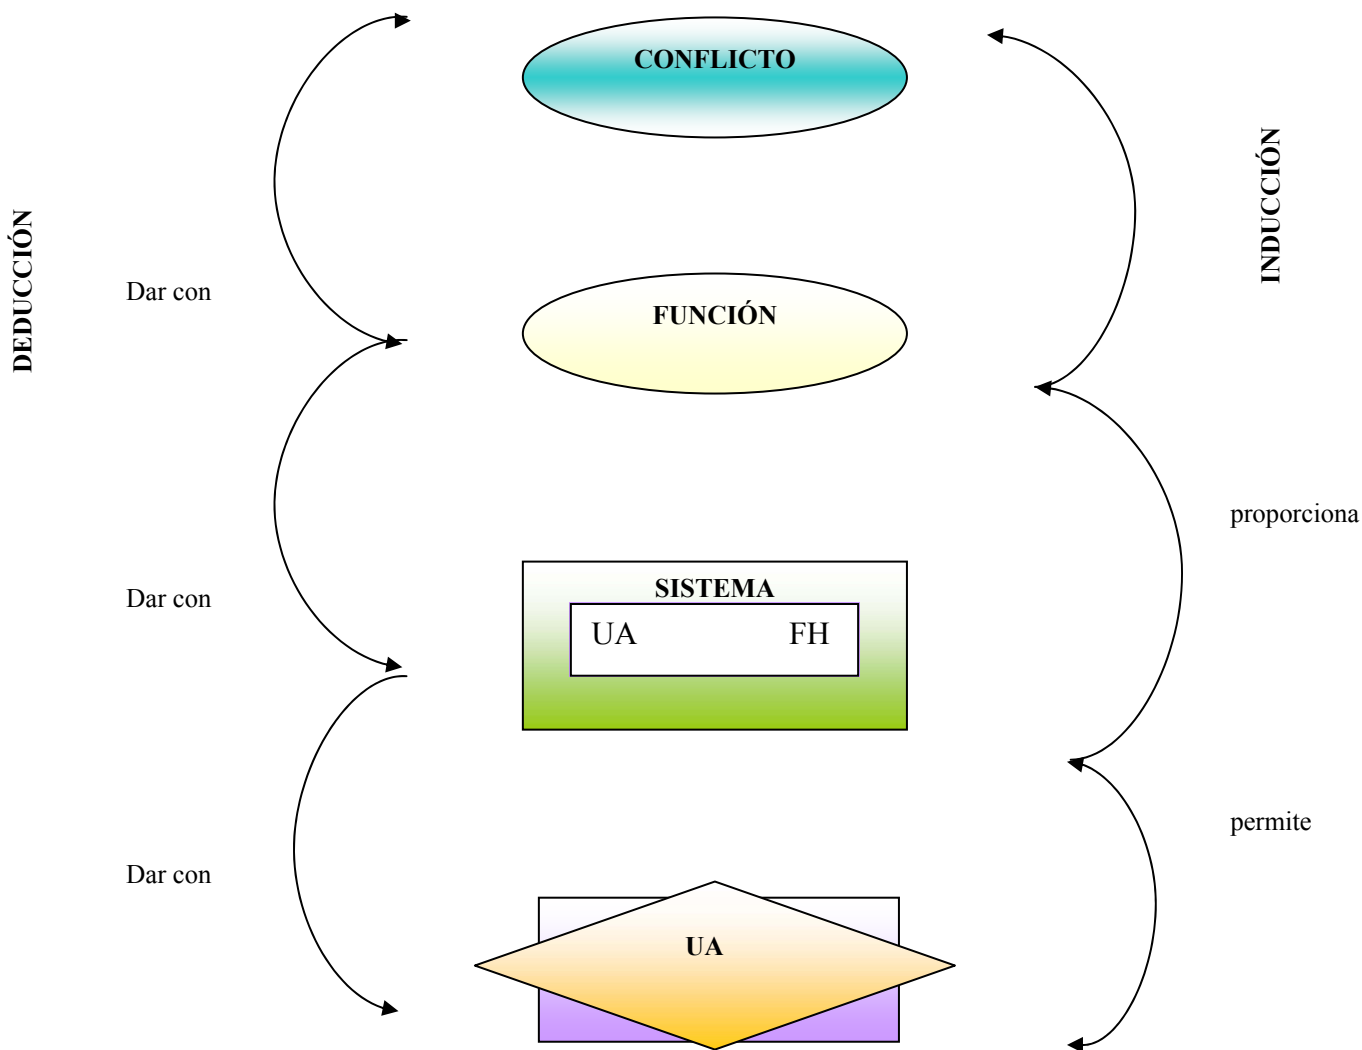 CONFLICTO
DEDUCCIÓN
INDUCCIÓN
Dar con
FUNCIÓN
proporciona
Dar con
SISTEMA
UA FH
permite
Dar con
UA